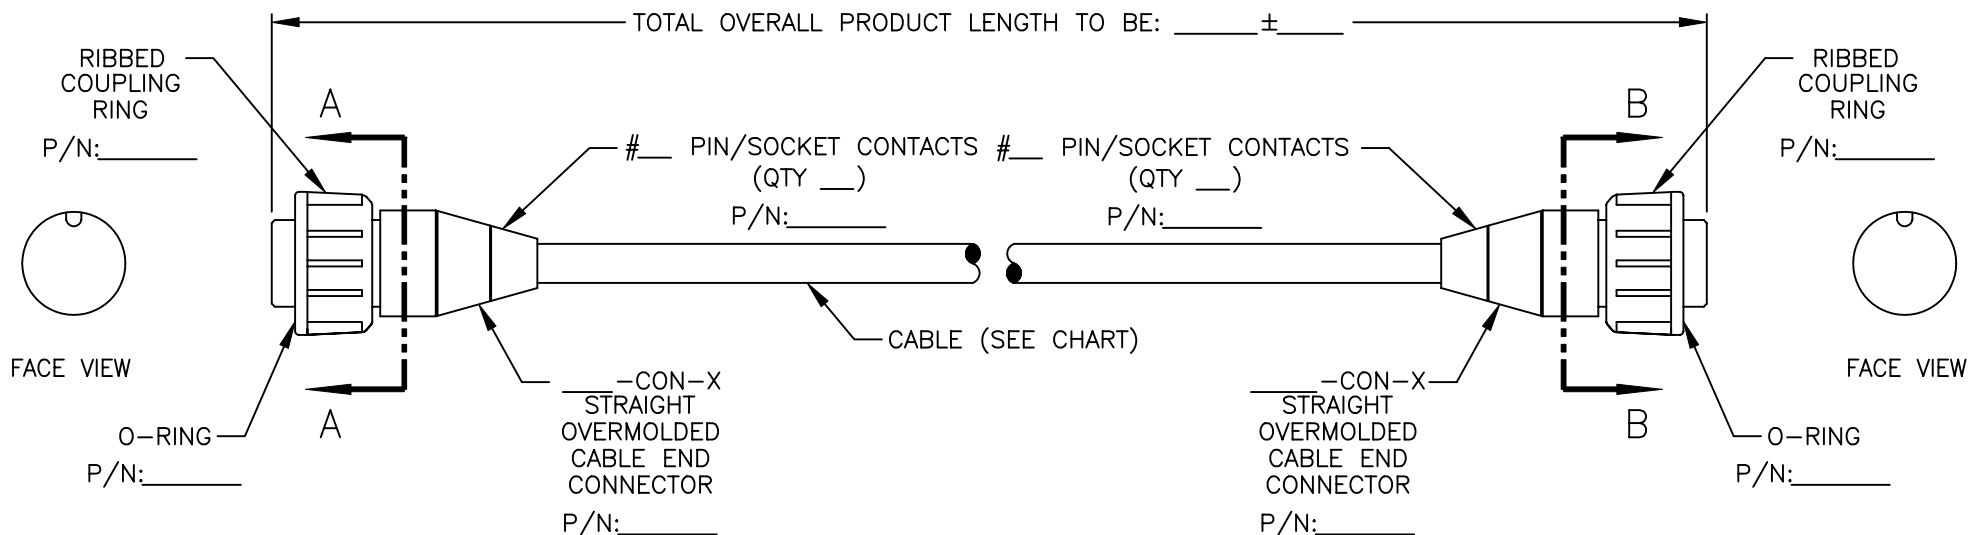 TOTAL OVERALL PRODUCT LENGTH TO BE: ______±_____
RIBBED
COUPLING
RING
P/N:_______
A
#__ PIN/SOCKET CONTACTS
(QTY __)
P/N:_______
#__ PIN/SOCKET CONTACTS
(QTY __)
P/N:_______
B
RIBBED
COUPLING
RING
P/N:_______
FACE VIEW
CABLE (SEE CHART)
FACE VIEW
A
O-RING
P/N:_______
___-CON-X
STRAIGHT
OVERMOLDED
CABLE END
CONNECTOR
P/N:_______
____-CON-X
STRAIGHT
OVERMOLDED
CABLE END
CONNECTOR
P/N:_______
B
O-RING
P/N:_______